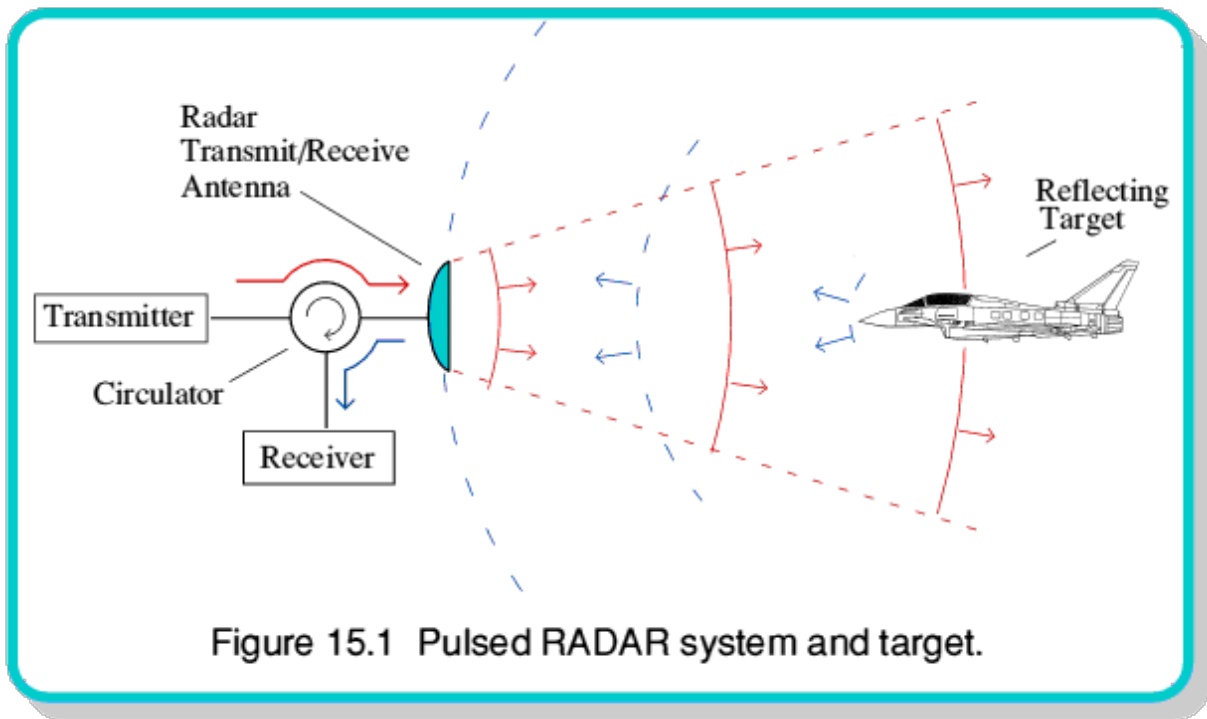 Radar
Transmit/Receive
Antenna
Reflecting
Target
Transmitter
Circulator
Receiver
Figure 15.1 Pulsed RADAR system and target.